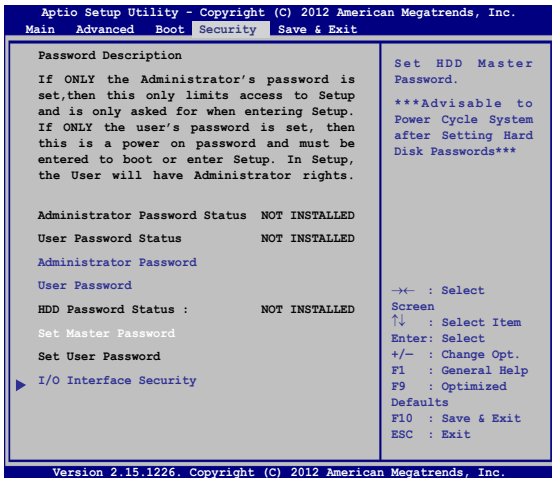 Aptio Setup Utility - Copyright (C) 2012 American Megatrends, Inc.
Main Advanced Boot Security Save & Exit
Password Description
If ONLY the Administrator's password is
set,then this only limits access to Setup
and is only asked for when entering Setup.
If ONLY the user's password is set, then
this is a power on password and must be
entered to boot or enter Setup. In Setup,
the User will have Administrator rights.
Administrator Password Status NOT INSTALLED
User Password Status NOT INSTALLED
Administrator Password
User Password
HDD Password Status : NOT INSTALLED
Set Master Password
Set User Password
I/O Interface Security
Set HDD Master
Password.
***Advisable to
Power Cycle System
after Setting Hard
Disk Passwords***
→← : Select
Screen
↑↓ : Select Item
Enter: Select
+/— : Change Opt.
F1 : General Help
F9 : Optimized
Defaults
F10 : Save & Exit
ESC : Exit
Version 2.15.1226. Copyright (C) 2012 American Megatrends, Inc.